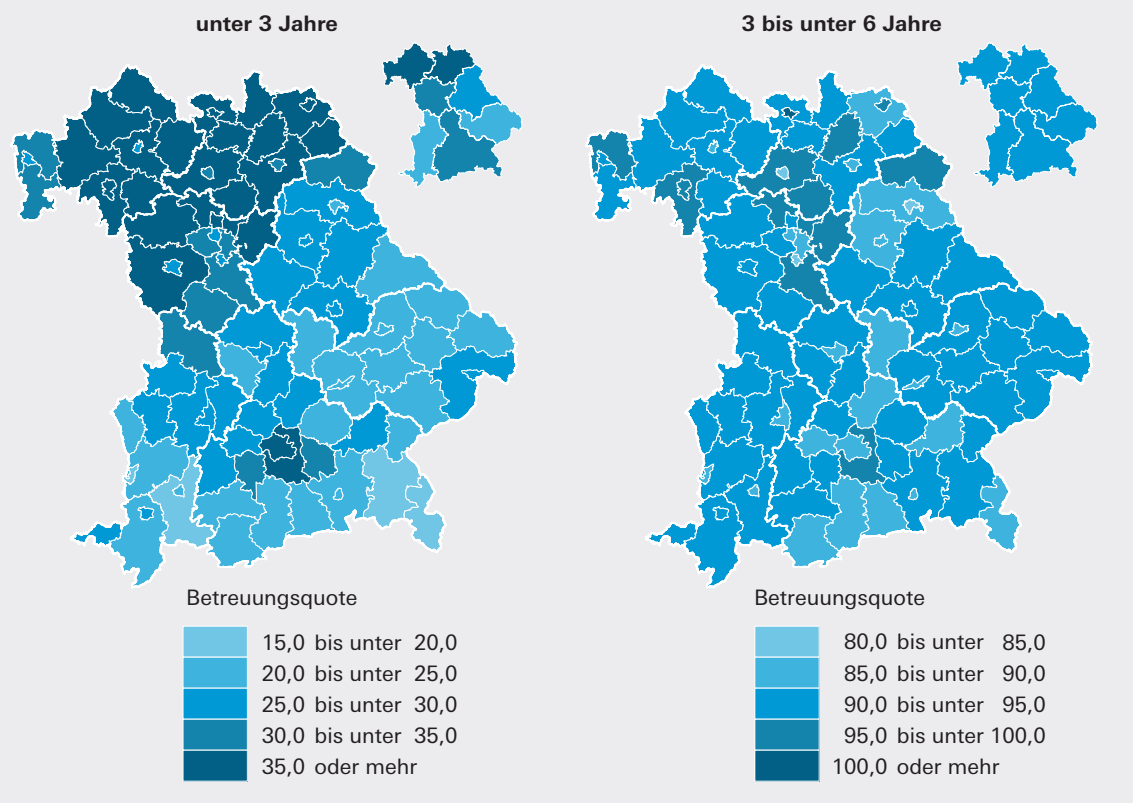 unter 3 Jahre
3 bis unter 6 Jahre
Betreuungsquote
15,0 bis unter 20,0
20,0 bis unter 25,0
25,0 bis unter 30,0
30,0 bis unter 35,0
35,0 oder mehr
Betreuungsquote
80,0 bis unter 85,0
85,0 bis unter 90,0
90,0 bis unter 95,0
95,0 bis unter 100,0
100,0 oder mehr